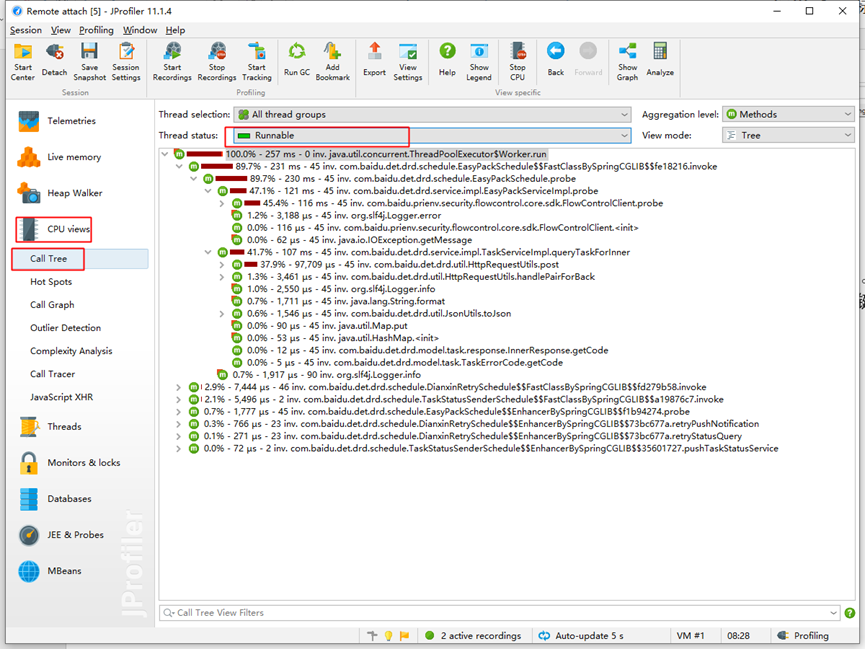 Remote attach [5] - JProfiler 11.1.4
Session View Profiling Window Help
Start Center
Detach
Save Snapshot
Session Settings
Start Recordings
Stop Recordings
Start Tracking
Run GC
Add Bookmark
Export
View Settings
Help
Show Legend
Stop CPU
Back
Forward
Show Graph
Analyze
Session
Profiling
View specific
Telemetries
Live memory
Heap Walker
CPU views
Call Tree
Hot Spots
Call Graph
Outlier Detection
Complexity Analysis
Call Tracer
JavaScript XHR
Threads
Monitors & locks
Databases
JEE & Probes
MBeans
JProfiler
Thread selection: All thread groups Aggregation level: Methods
Thread status: Runnable View mode: Tree
100.0% - 257 ms - 0 inv. java.util.concurrent.ThreadPoolExecutor$Worker.run
89.7% - 231 ms - 45 inv. com.baidu.det.drd.schedule.EasyPackSchedule$$FastClassBySpringCGLIB$$fe18216.invoke
89.7% - 230 ms - 45 inv. com.baidu.det.drd.schedule.EasyPackSchedule.probe
47.1% - 121 ms - 45 inv. com.baidu.det.drd.service.impl.EasyPackServiceImpl.probe
45.4% - 116 ms - 45 inv. com.baidu.prienv.security.flowcontrol.core.sdk.FlowControlClient.probe
1.2% - 3,188 μs - 45 inv. org.slf4j.Logger.error
0.0% - 116 μs - 45 inv. com.baidu.prienv.security.flowcontrol.core.sdk.FlowControlClient.<init>
0.0% - 62 μs - 45 inv. java.io.IOException.getMessage
41.7% - 107 ms - 45 inv. com.baidu.det.drd.service.impl.TaskServiceImpl.queryTaskForInner
37.9% - 97,709 μs - 45 inv. com.baidu.det.drd.util.HttpRequestUtils.post
1.3% - 3,461 μs - 45 inv. com.baidu.det.drd.util.HttpRequestUtils.handlePairForBack
1.0% - 2,550 μs - 45 inv. org.slf4j.Logger.info
0.7% - 1,711 μs - 45 inv. java.lang.String.format
0.6% - 1,546 μs - 45 inv. com.baidu.det.drd.util.JsonUtils.toJson
0.0% - 90 μs - 45 inv. java.util.Map.put
0.0% - 53 μs - 45 inv. java.util.HashMap.<init>
0.0% - 12 μs - 45 inv. com.baidu.det.drd.model.task.response.InnerResponse.getCode
0.0% - 5 μs - 45 inv. com.baidu.det.drd.model.task.TaskErrorCode.getCode
0.7% - 1,917 μs - 90 inv. org.slf4j.Logger.info
2.9% - 7,444 μs - 46 inv. com.baidu.det.drd.schedule.DianxinRetrySchedule$$FastClassBySpringCGLIB$$fd279b58.invoke
2.1% - 5,496 μs - 2 inv. com.baidu.det.drd.schedule.TaskStatusSenderSchedule$$FastClassBySpringCGLIB$$a19876c7.invoke
0.7% - 1,777 μs - 45 inv. com.baidu.det.drd.schedule.EasyPackSchedule$$EnhancerBySpringCGLIB$$f1b94274.probe
0.3% - 766 μs - 23 inv. com.baidu.det.drd.schedule.DianxinRetrySchedule$$EnhancerBySpringCGLIB$$73bc677a.retryPushNotification
0.1% - 271 μs - 23 inv. com.baidu.det.drd.schedule.DianxinRetrySchedule$$EnhancerBySpringCGLIB$$73bc677a.retryStatusQuery
0.0% - 72 μs - 2 inv. com.baidu.det.drd.schedule.TaskStatusSenderSchedule$$EnhancerBySpringCGLIB$$35601727.pushTaskStatusService
Call Tree View Filters
2 active recordings Auto-update 5 s VM #1 08:28 Profiling